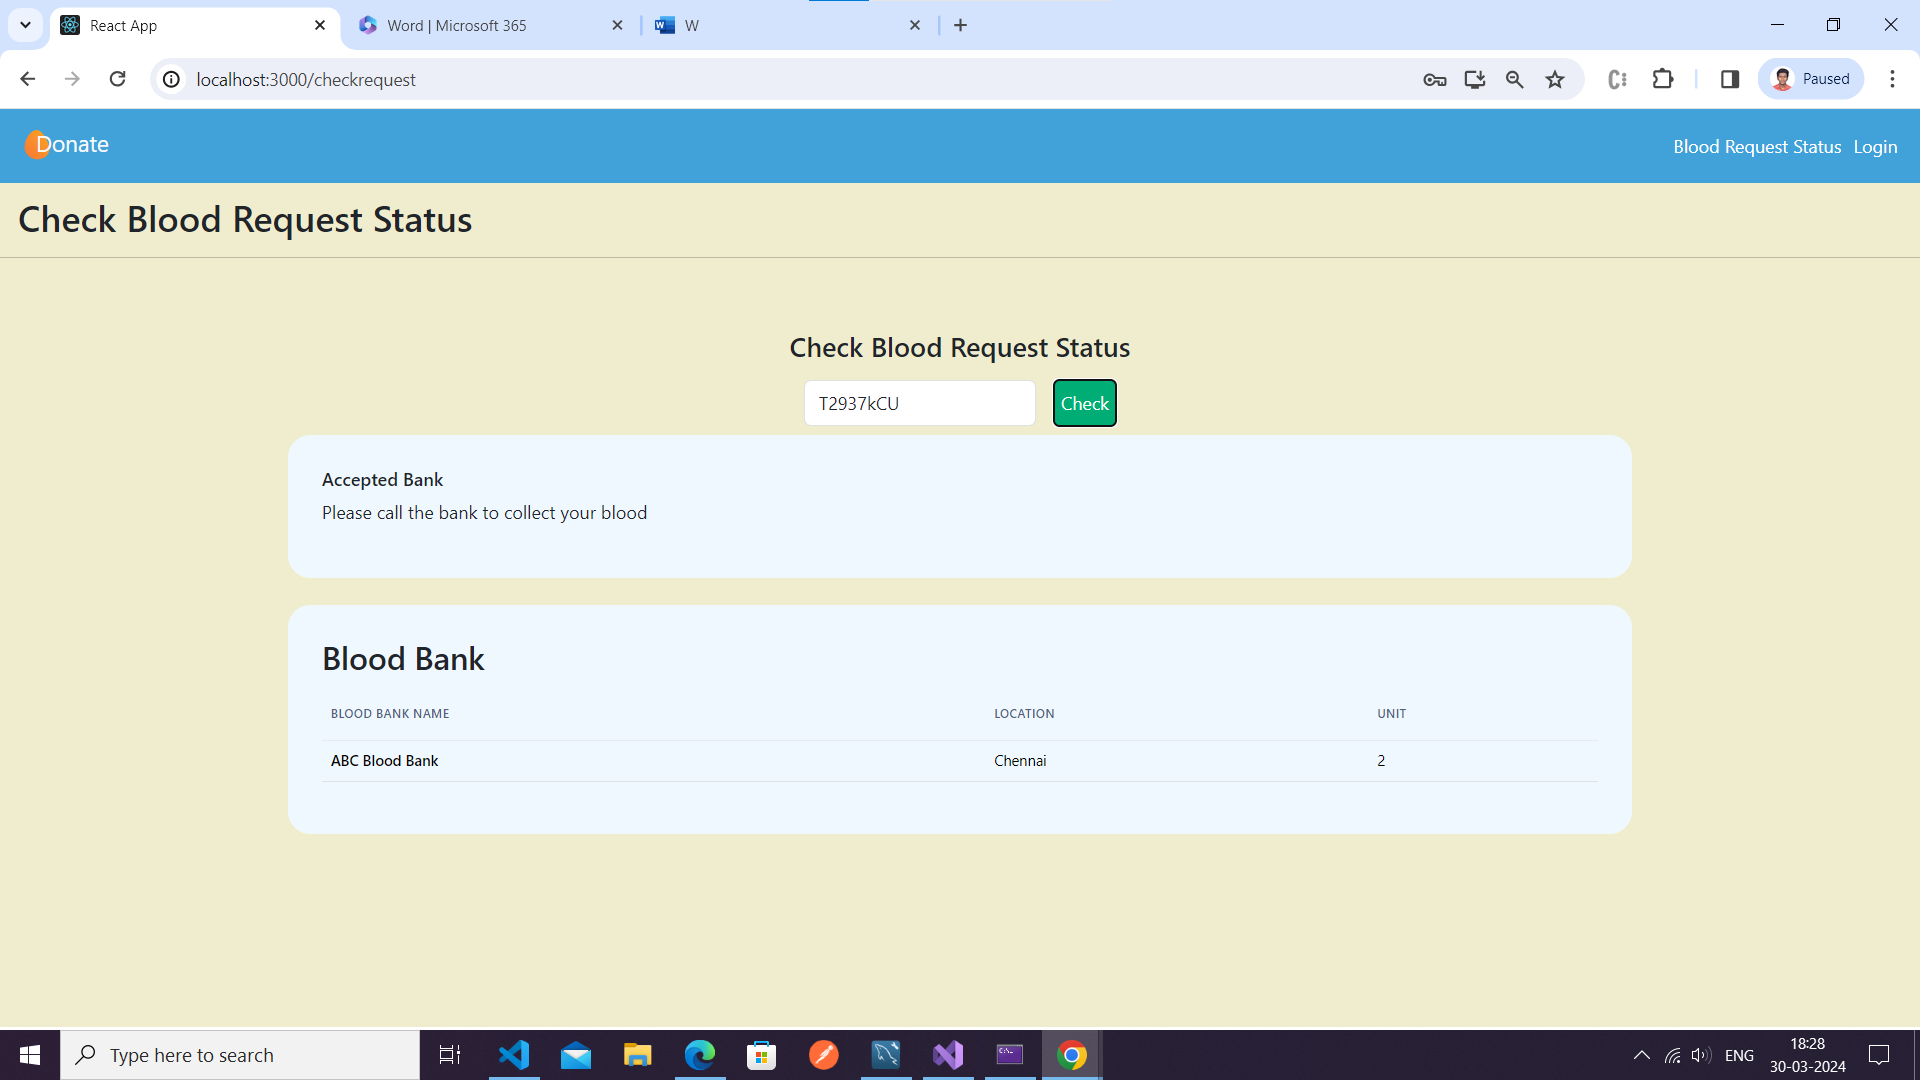 React App
Word | Microsoft 365
W
localhost:3000/checkrequest
Paused
Donate
Blood Request Status Login
Check Blood Request Status
Check Blood Request Status
T2937kCU Check
Accepted Bank
Please call the bank to collect your blood
Blood Bank
BLOOD BANK NAME LOCATION UNIT
ABC Blood Bank Chennai 2
Type here to search
ENG
18:28
30-03-2024